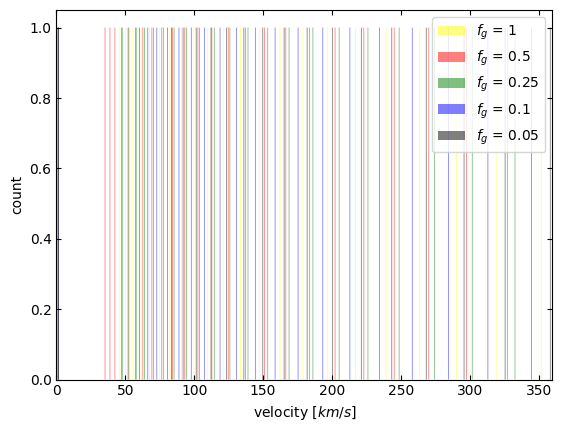 1.0
0.8
0.6
0.4
0.2
0.0
count
f_g = 1
f_g = 0.5
f_g = 0.25
f_g = 0.1
f_g = 0.05
0 50 100 150 200 250 300 350
velocity [km/s]